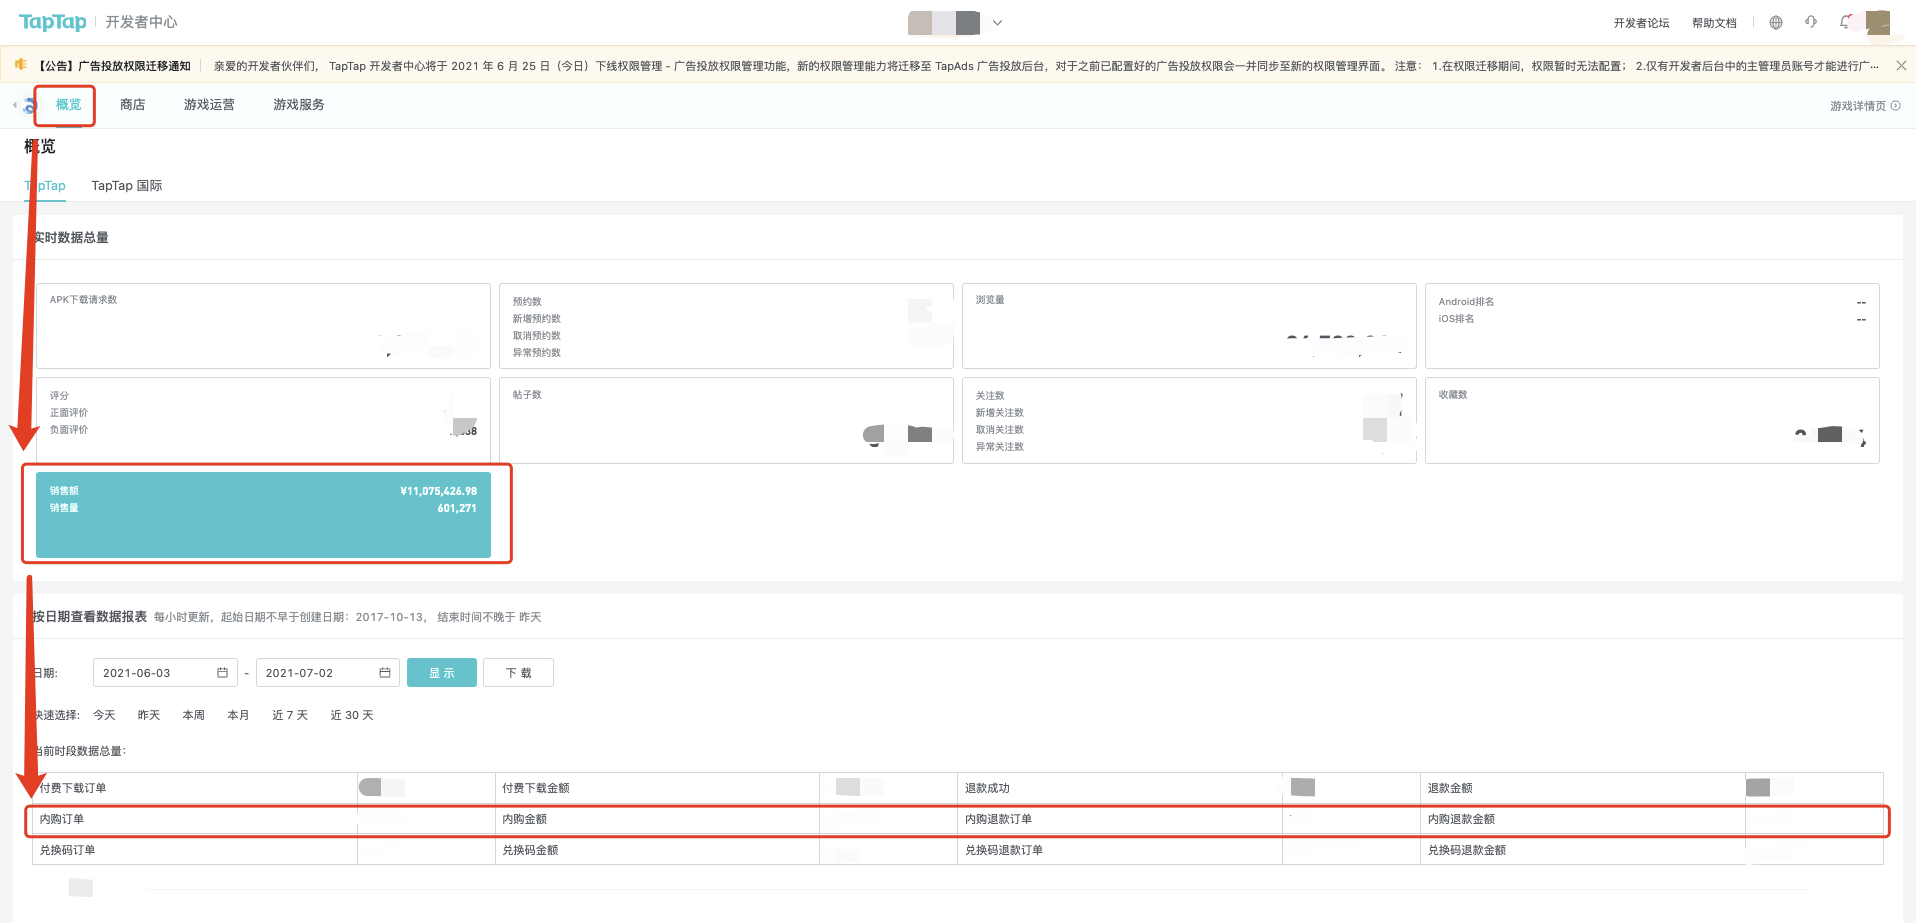 TapTap 开发者中心
开发者论坛 帮助文档
【公告】广告投放权限迁移通知 亲爱的开发者伙伴们， TapTap 开发者中心将于 2021 年 6 月 25 日（今日）下线权限管理 - 广告投放权限管理功能，新的权限管理能力将迁移至 TapAds 广告投放后台，对于之前已配置好的广告投放权限会一并同步至新的权限管理界面。 注意： 1.在权限迁移期间，权限暂时无法配置； 2.仅有开发者后台中的主管理员账号才能进行广...
概览 商店 游戏运营 游戏服务 游戏详情页
概览
TapTap TapTap 国际
实时数据总量
APK下载请求数
预约数
新增预约数
取消预约数
异常预约数
浏览量
Android排名 --
iOS排名 --
评分
正面评价
负面评价
帖子数
关注数
新增关注数
取消关注数
异常关注数
收藏数
销售额 ¥11,075,426.98
销售量 601,271
按日期查看数据报表 每小时更新，起始日期不早于创建日期：2017-10-13， 结束时间不晚于 昨天
日期: 2021-06-03 - 2021-07-02 显 示 下 载
快速选择: 今天 昨天 本周 本月 近 7 天 近 30 天
当前时段数据总量:
付费下载订单 付费下载金额 退款成功 退款金额
内购订单 内购金额 内购退款订单 内购退款金额
兑换码订单 兑换码金额 兑换码退款订单 兑换码退款金额